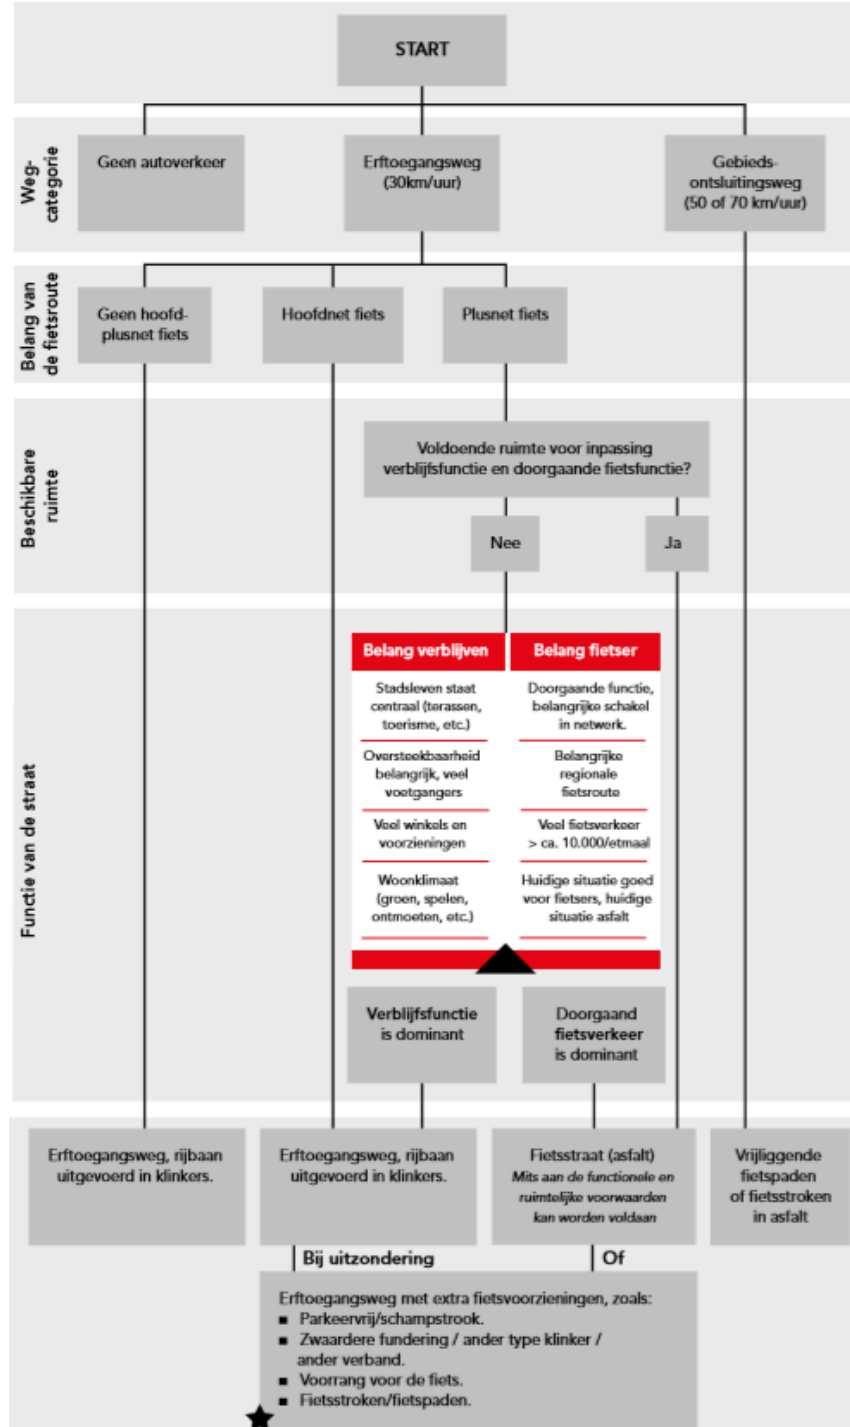 START
Weg-
categorie
Geen autoverkeer
Erftoegangsweg
(30km/uur)
Gebieds-
ontsluitingsweg
(50 of 70 km/uur)
Belang van
de fietsroute
Geen hoofd-
plusnet fiets
Hoofdnet fiets
Plusnet fiets
Beschikbare
ruimte
Voldoende ruimte voor inpassing
verblijfsfunctie en doorgaande fietsfunctie?
Nee
Ja
Functie van de straat
Belang verblijven
Stadsleven staat
centraal (terassen,
toerisme, etc.)
Oversteekbaarheid
belangrijk, veel
voetgangers
Veel winkels en
voorzieningen
Woonklimaat
(groen, spelen,
ontmoeten, etc.)
Belang fietser
Doorgaande functie,
belangrijke schakel
in netwerk.
Belangrijke
regionale
fietsroute
Veel fietsverkeer
> ca. 10.000/etmaal
Huidige situatie goed
voor fietsers, huidige
situatie asfalt
Verblijfsfunctie
is dominant
Doorgaand
fietsverkeer
is dominant
Erftoegangsweg, rijbaan
uitgevoerd in klinkers.
Erftoegangsweg, rijbaan
uitgevoerd in klinkers.
Fietsstraat (asfalt)
Mits aan de functionele en
ruimtelijke voorwaarden
kan worden voldaan
Vrijliggende
fietspaden
of fietsstroken
in asfalt
Bij uitzondering
Of
Erftoegangsweg met extra fietsvoorzieningen, zoals:
■ Parkeervrij/schampstrook.
■ Zwaardere fundering / ander type klinker /
ander verband.
■ Voorrang voor de fiets.
■ Fietsstroken/fietspaden.